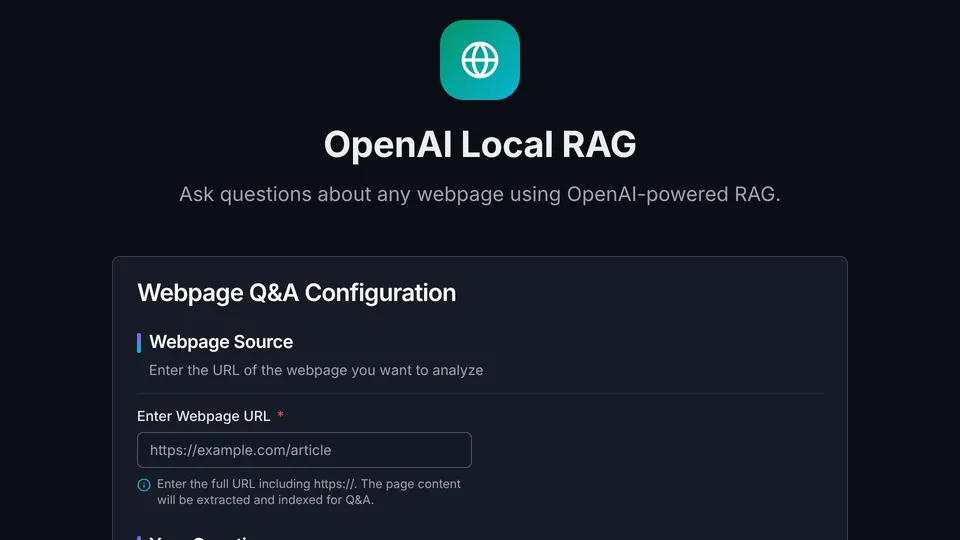 OpenAI Local RAG
Ask questions about any webpage using OpenAI-powered RAG.
Webpage Q&A Configuration
Webpage Source
Enter the URL of the webpage you want to analyze
Enter Webpage URL *
https://example.com/article
Enter the full URL including https://. The page content
will be extracted and indexed for Q&A.